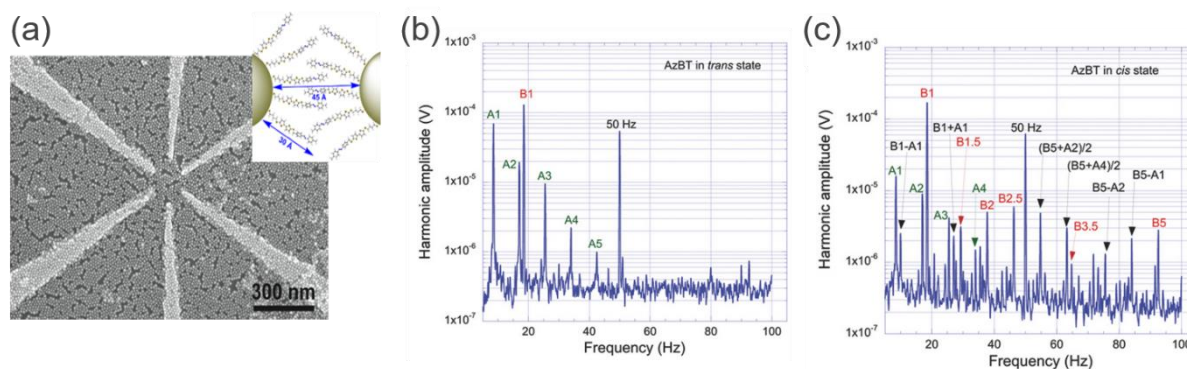 (a)
45 Å
30 Å
300 nm
(b)
Harmonic amplitude (V)
1x10⁻³
1x10⁻⁴
1x10⁻⁵
1x10⁻⁶
1x10⁻⁷
AzBT in trans state
A1
B1
A2
A3
A4
A5
50 Hz
20
40
60
80
100
Frequency (Hz)
(c)
Harmonic amplitude (V)
1x10⁻³
1x10⁻⁴
1x10⁻⁵
1x10⁻⁶
1x10⁻⁷
AzBT in cis state
B1
B1+A1
B1.5
50 Hz
(B5+A2)/2
(B5+A4)/2
B1-A1
B5-A2
B5-A1
A1
A2
A3
A4
B2
B2.5
B3.5
B5
20
40
60
80
100
Frequency (Hz)